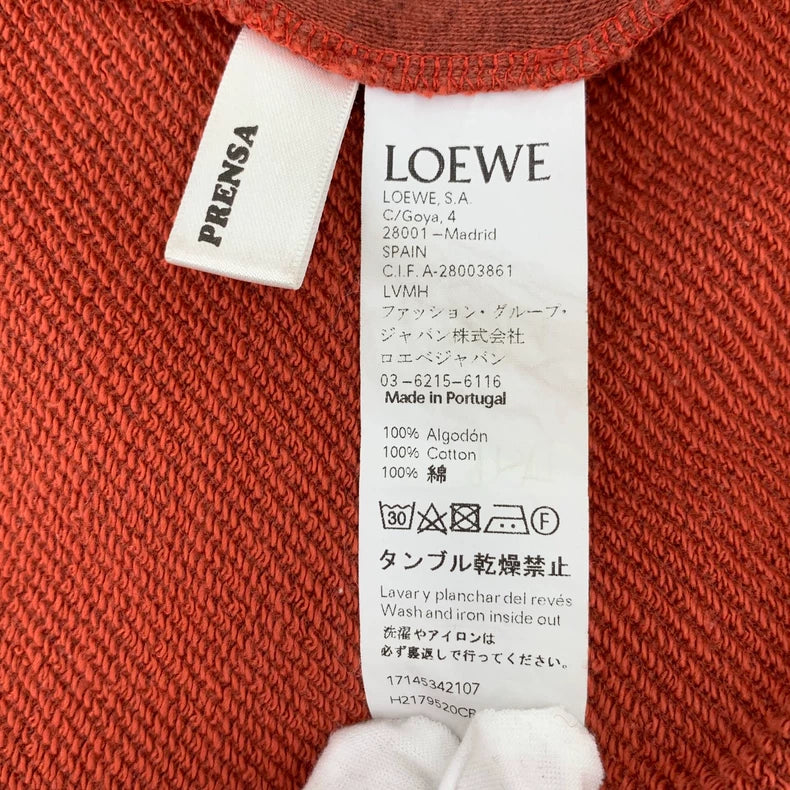 PRENSA
LOEWE
LOEWE, S.A.
C/Goya, 4
28001 – Madrid
SPAIN
C.I.F. A-28003861
LVMH
ファッション・グループ・
ジャパン株式会社
ロエベジャパン
03-6215-6116
Made in Portugal
100% Algodón
100% Cotton
100% 綿
30 F
タンブル乾燥禁止
Lavar y planchar del revés
Wash and iron inside out
洗濯やアイロンは
必ず裏返しで行ってください。
17145342107